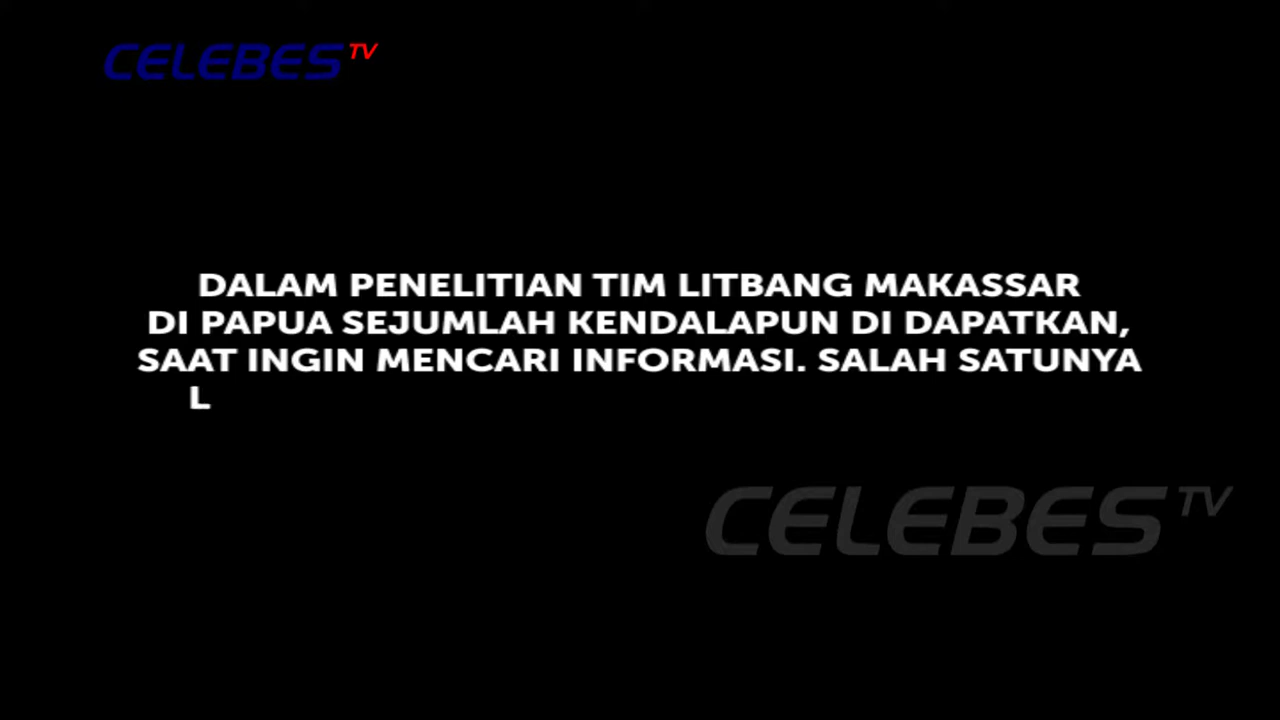 CELEBES TV
DALAM PENELITIAN TIM LITBANG MAKASSAR
DI PAPUA SEJUMLAH KENDALAPUN DI DAPATKAN,
SAAT INGIN MENCARI INFORMASI. SALAH SATUNYA
L
CELEBES TV